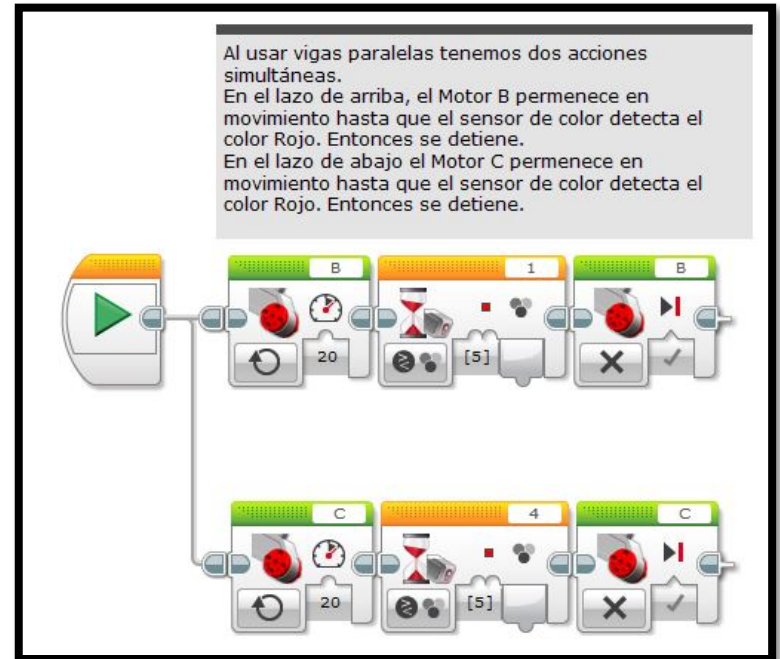 Al usar vigas paralelas tenemos dos acciones
simultáneas.
En el lazo de arriba, el Motor B permenece en
movimiento hasta que el sensor de color detecta el
color Rojo. Entonces se detiene.
En el lazo de abajo el Motor C permenece en
movimiento hasta que el sensor de color detecta el
color Rojo. Entonces se detiene.
B 1 B
20 [5]
C 4 C
20 [5]